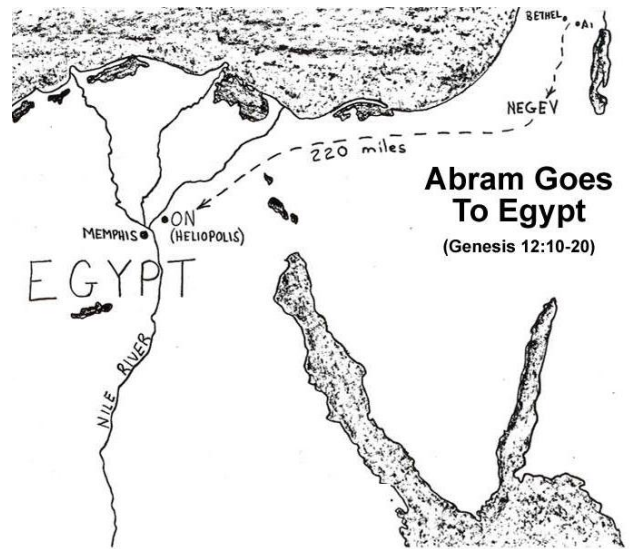 BETHEL
AI
NEGEV
220 miles
Abram Goes
To Egypt
(Genesis 12:10-20)
ON
(HELIOPOLIS)
MEMPHIS
EGYPT
NILE RIVER